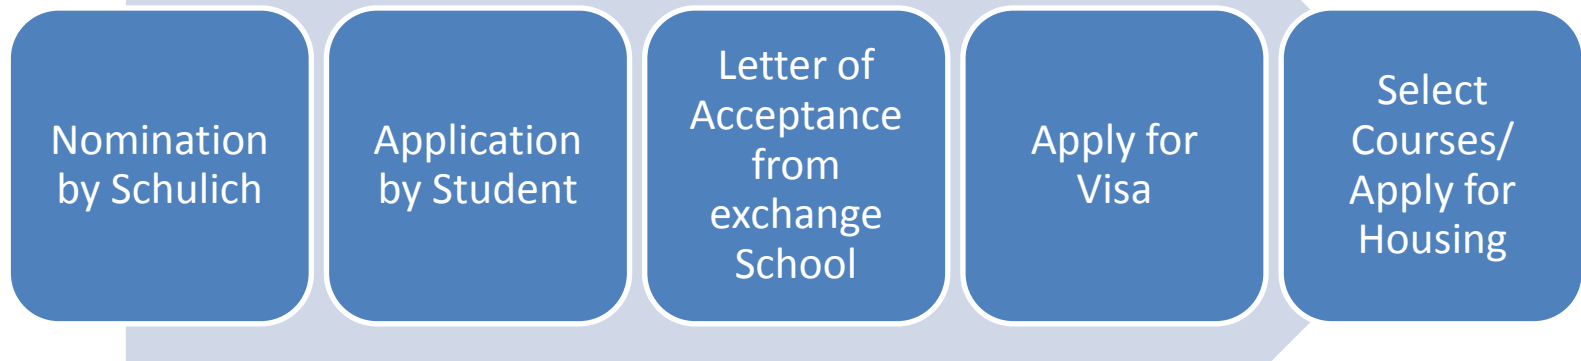 Nomination
by Schulich
Application
by Student
Letter of
Acceptance
from
exchange
School
Apply for
Visa
Select
Courses/
Apply for
Housing